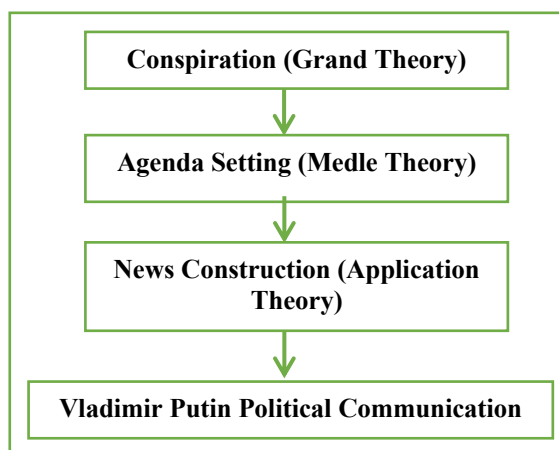 Conspiration (Grand Theory)
Agenda Setting (Medle Theory)
News Construction (Application
Theory)
Vladimir Putin Political Communication